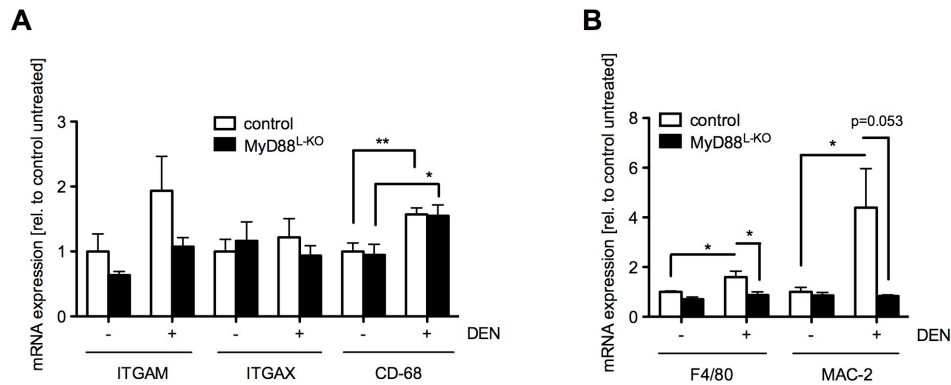 A
mRNA expression [rel. to control untreated]
3
2
1
0
control
MyD88L-KO
**
*
- + - + - + DEN
ITGAM ITGAX CD-68
B
mRNA expression [rel. to control untreated]
8
6
4
2
0
control
MyD88L-KO
p=0.053
*
* *
- + - + DEN
F4/80 MAC-2